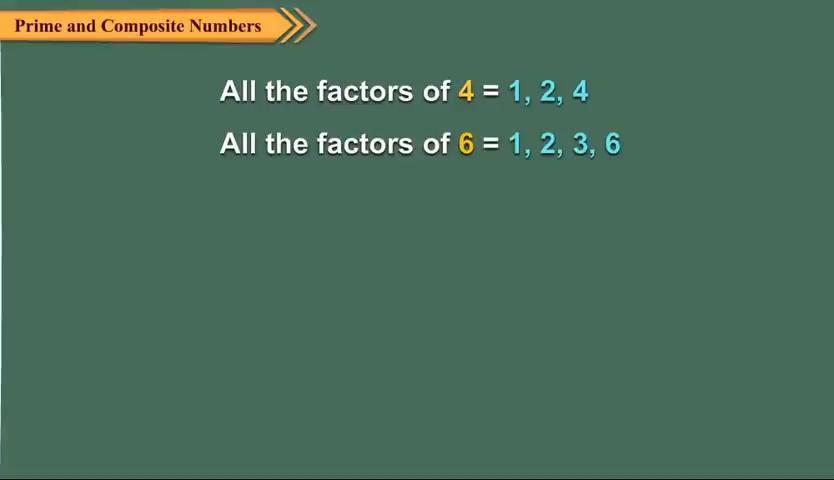 Prime and Composite Numbers
All the factors of 4 = 1, 2, 4
All the factors of 6 = 1, 2, 3, 6